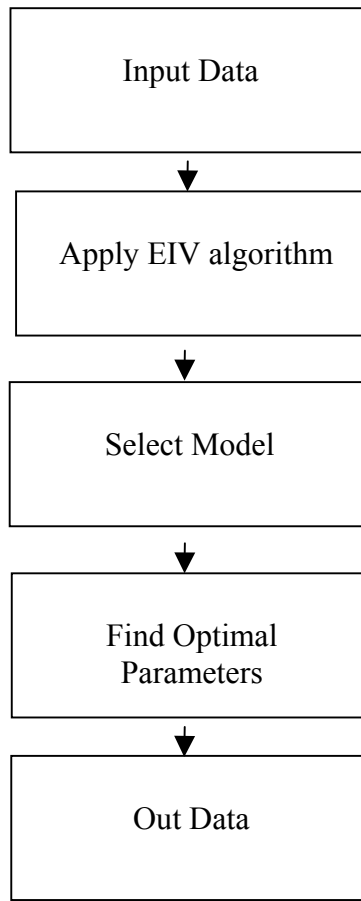 Input Data
Apply EIV algorithm
Select Model
Find Optimal
Parameters
Out Data